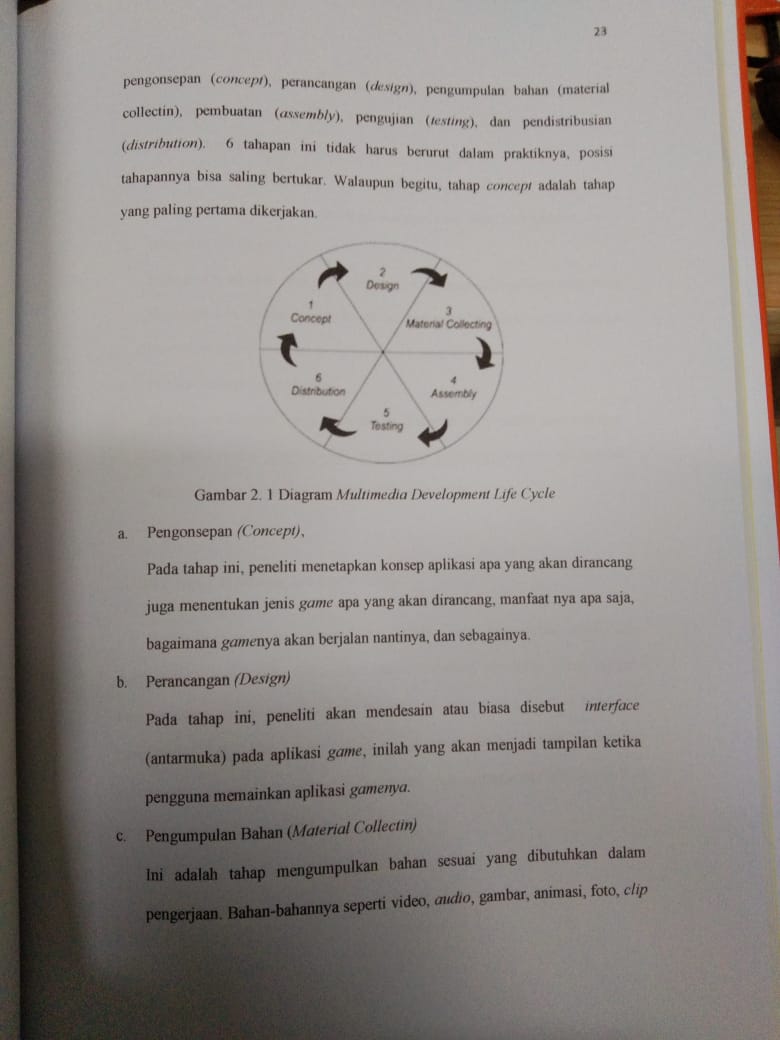 23
pengonsepan (concept), perancangan (design), pengumpulan bahan (material
collectin), pembuatan (assembly), pengujian (testing), dan pendistribusian
(distribution). 6 tahapan ini tidak harus berurut dalam praktiknya, posisi
tahapannya bisa saling bertukar. Walaupun begitu, tahap concept adalah tahap
yang paling pertama dikerjakan.
1
Concept
2
Design
3
Material Collecting
4
Assembly
5
Testing
6
Distribution
Gambar 2. 1 Diagram Multimedia Development Life Cycle
a. Pengonsepan (Concept),
Pada tahap ini, peneliti menetapkan konsep aplikasi apa yang akan dirancang
juga menentukan jenis game apa yang akan dirancang, manfaat nya apa saja,
bagaimana gamenya akan berjalan nantinya, dan sebagainya.
b. Perancangan (Design)
Pada tahap ini, peneliti akan mendesain atau biasa disebut interface
(antarmuka) pada aplikasi game, inilah yang akan menjadi tampilan ketika
pengguna memainkan aplikasi gamenya.
c. Pengumpulan Bahan (Material Collectin)
Ini adalah tahap mengumpulkan bahan sesuai yang dibutuhkan dalam
pengerjaan. Bahan-bahannya seperti video, audio, gambar, animasi, foto, clip